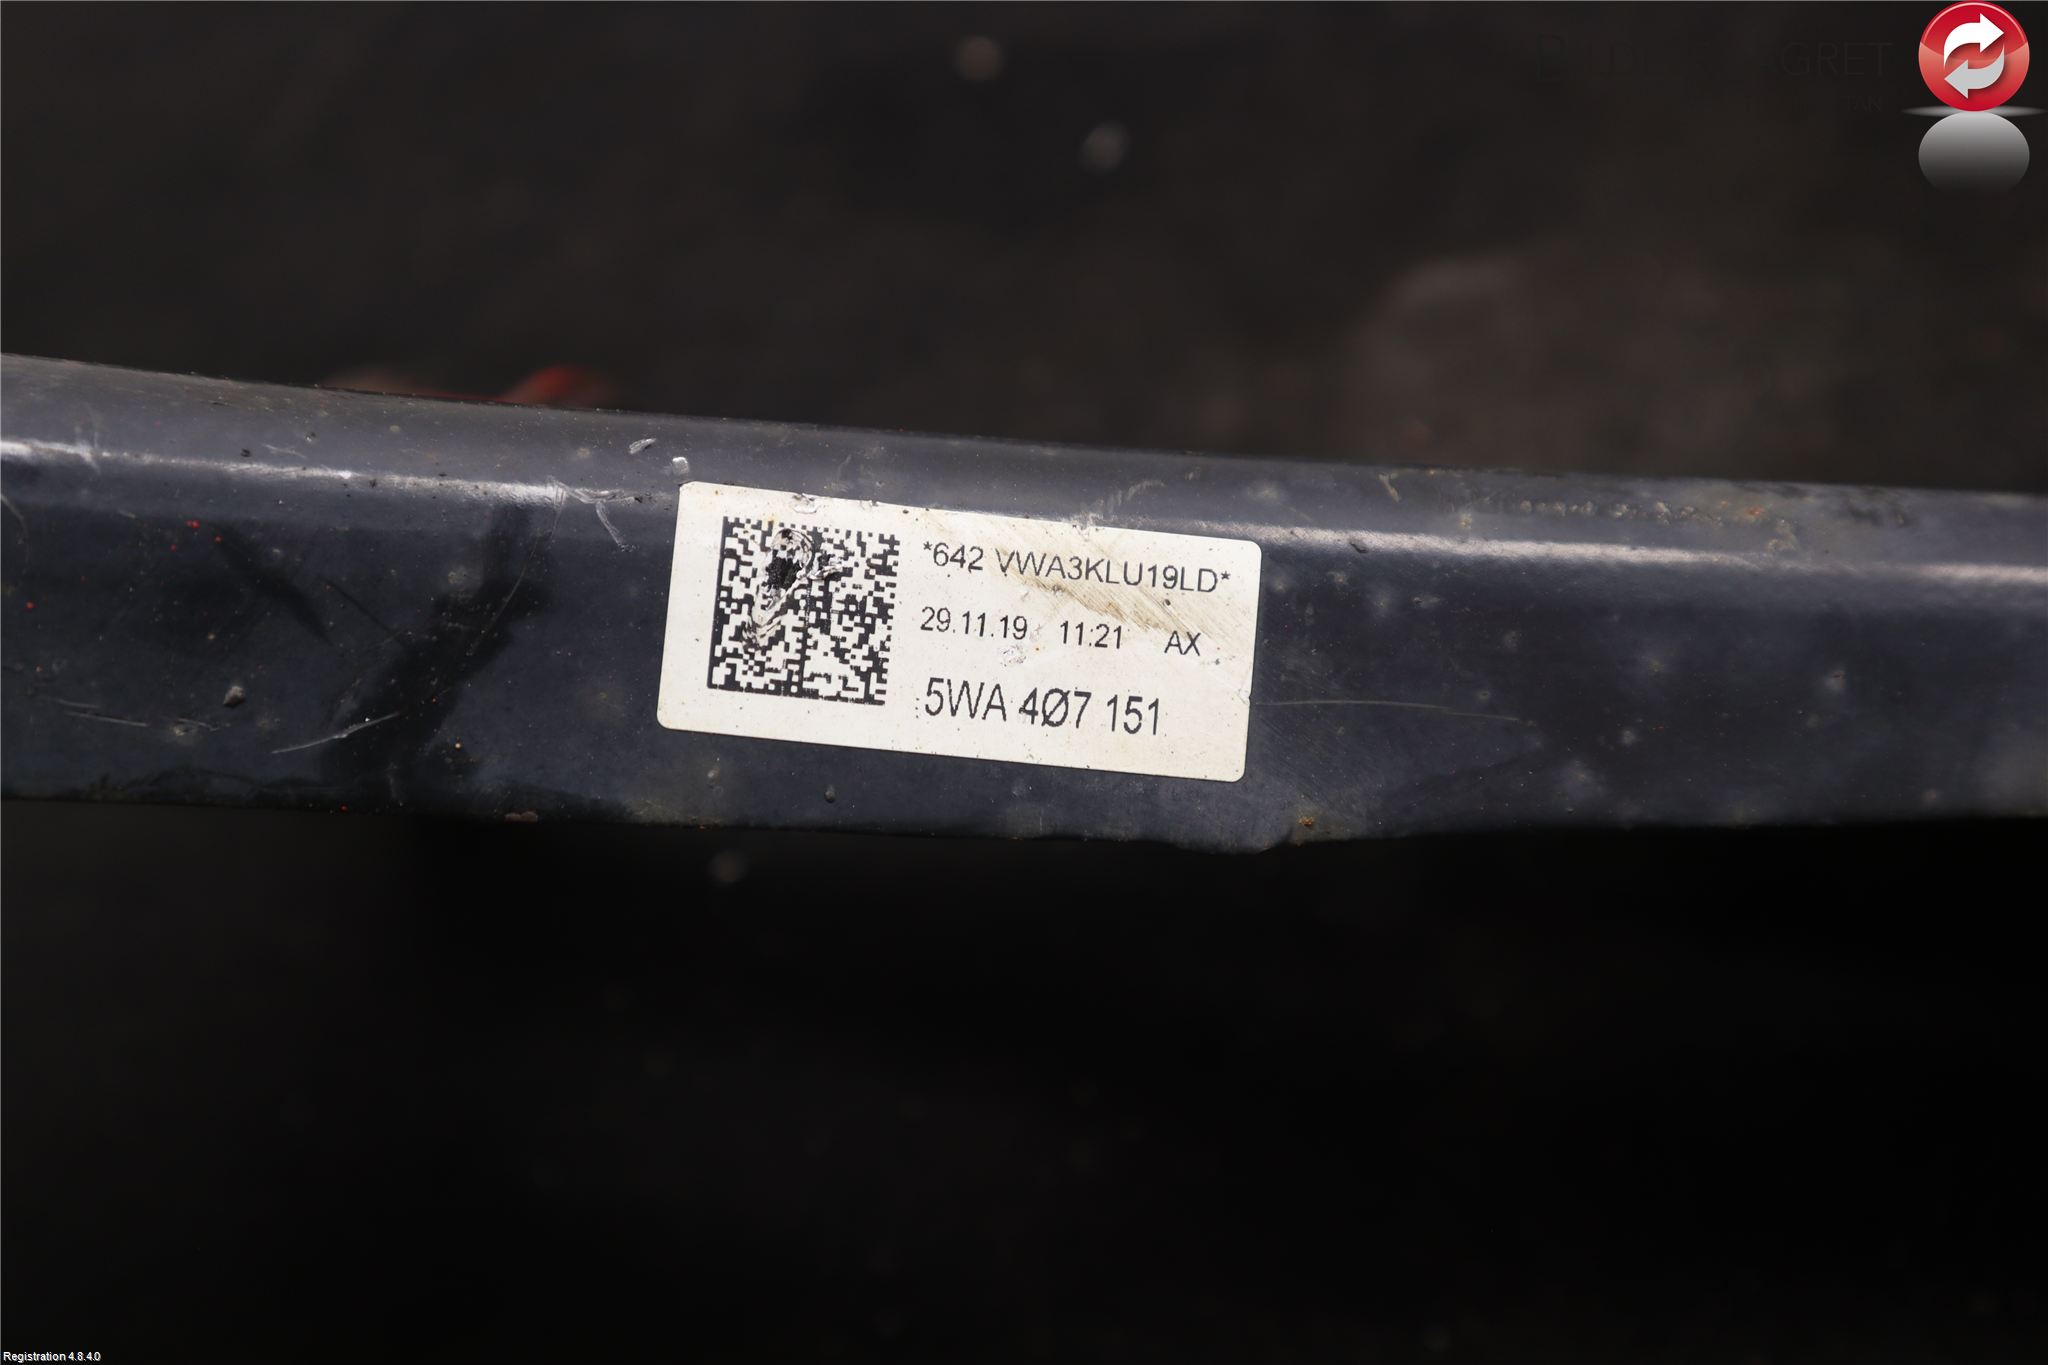 *642 VWA3KLU19LD*
29.11.19 11:21 AX
5WA 4Ø7 151
Registration 4.8.4.0